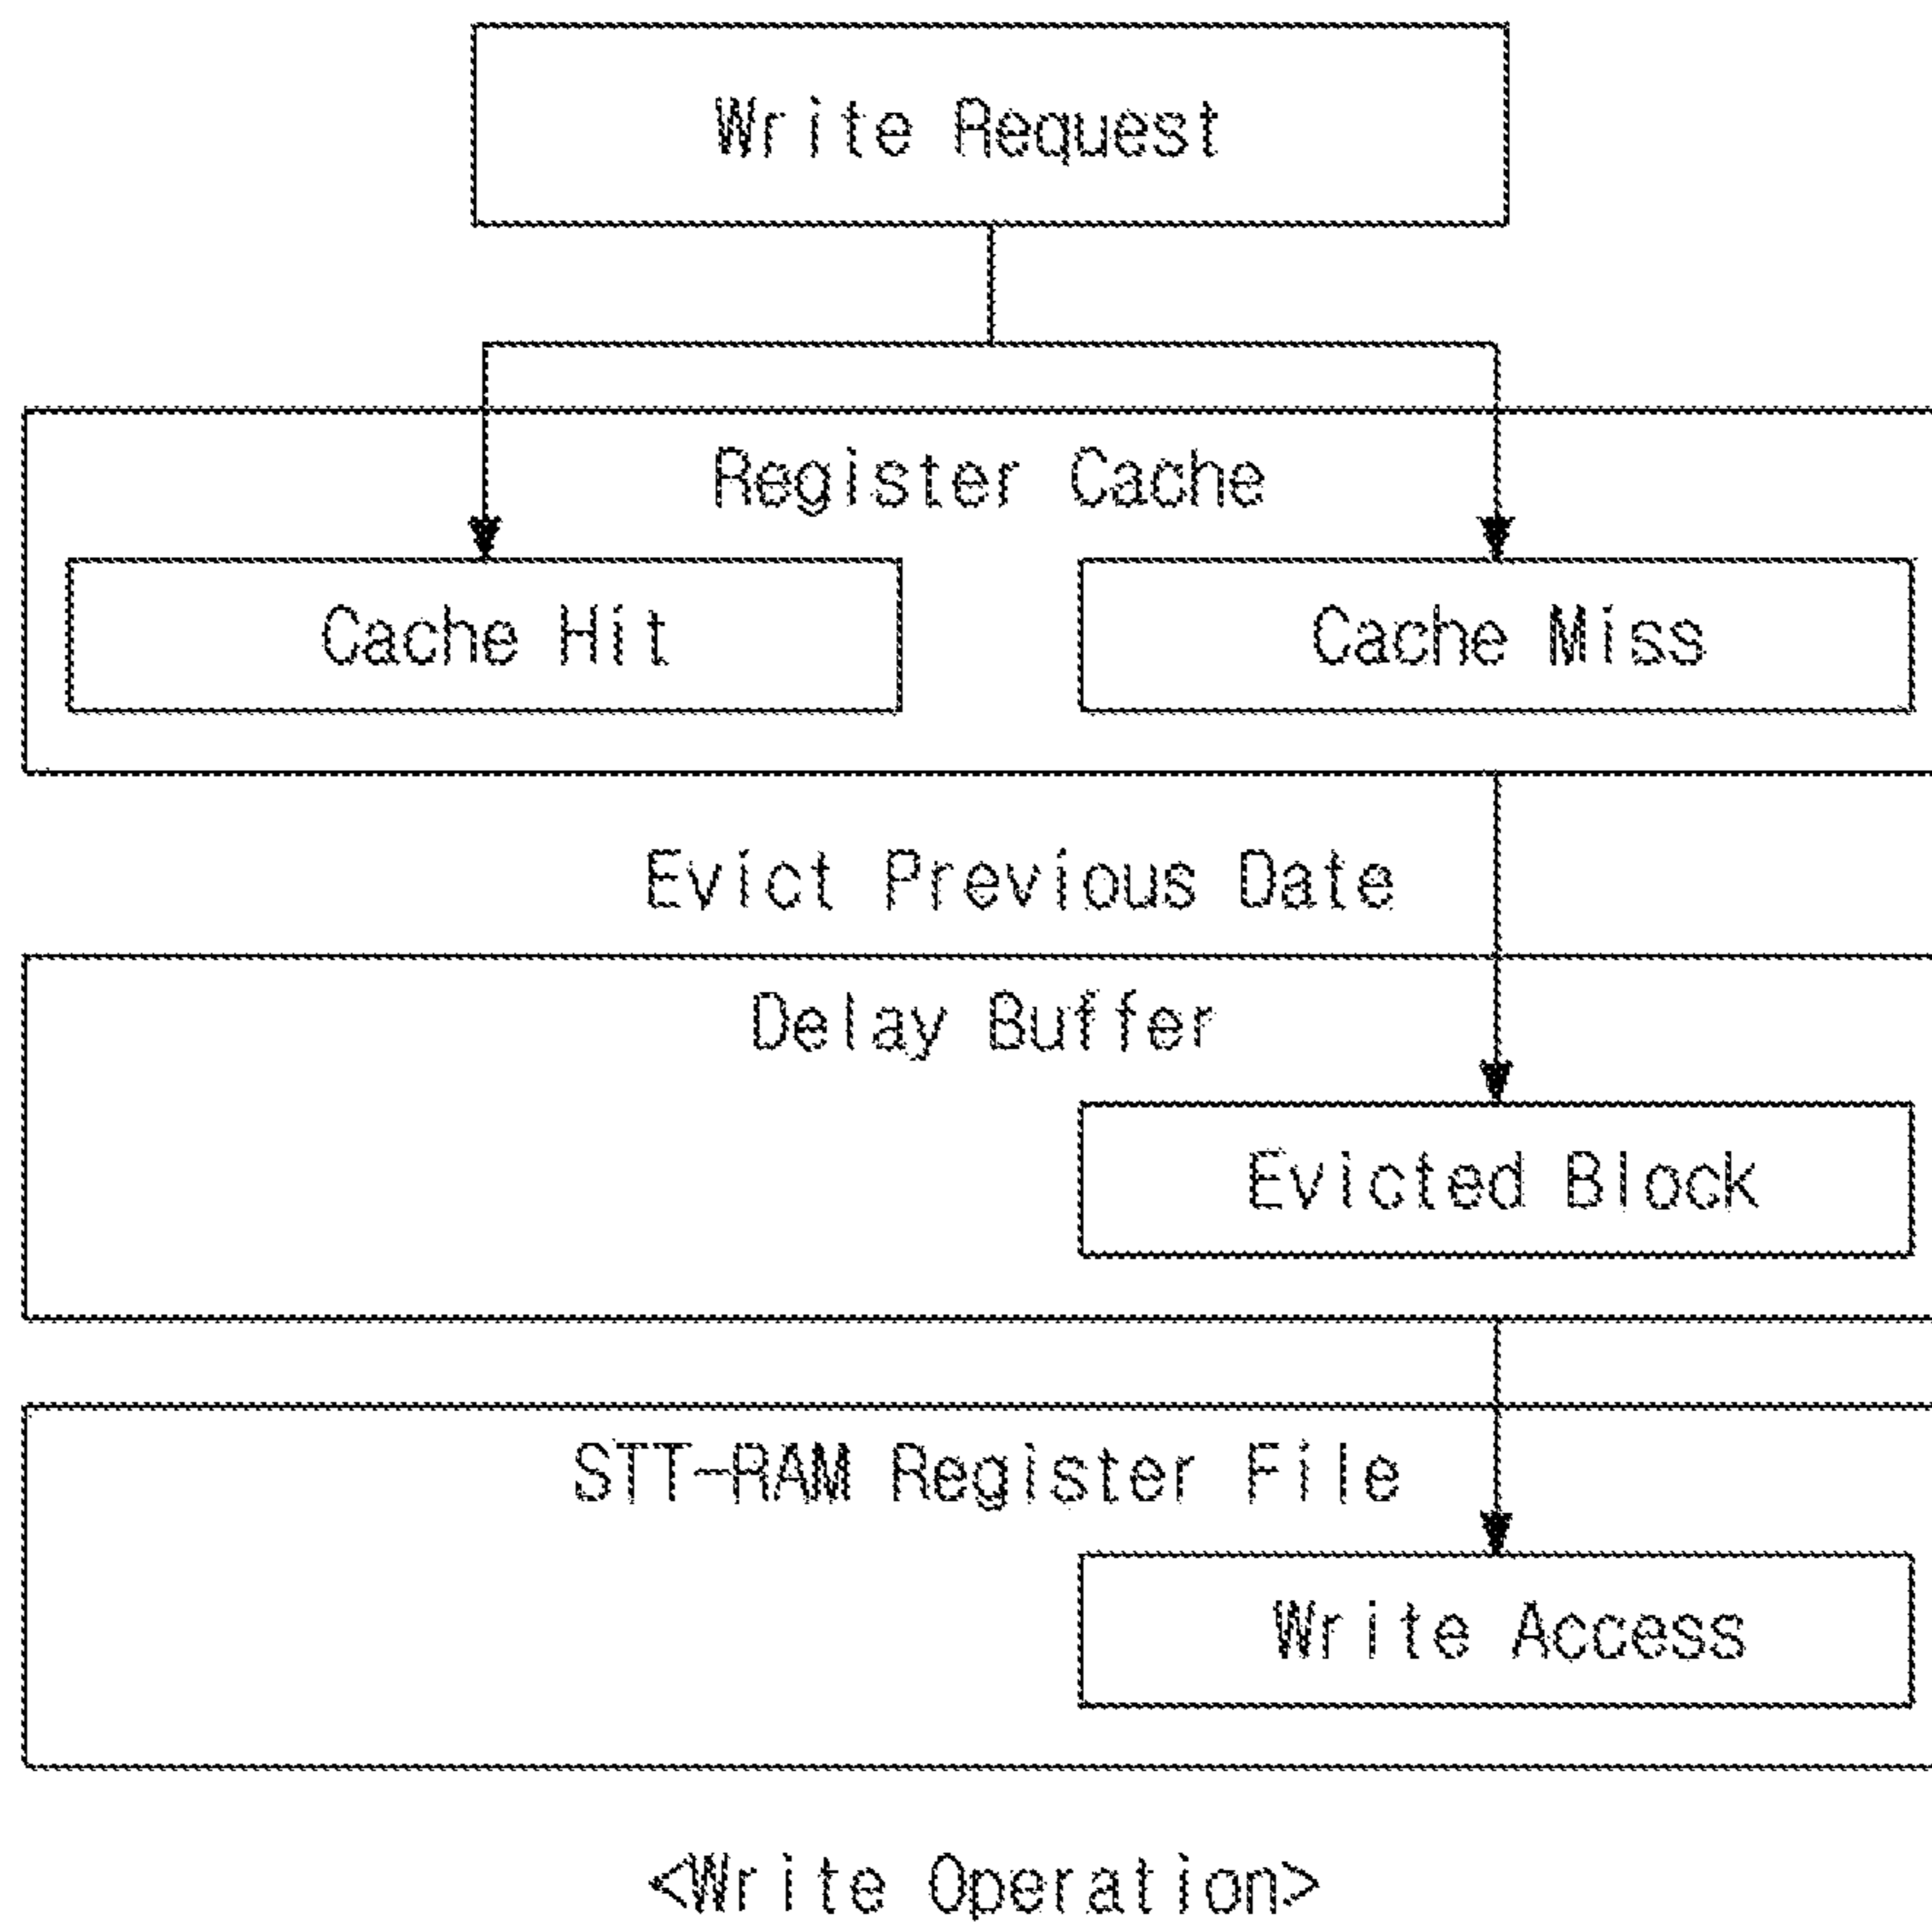 Write Request
Register Cache
Cache Hit
Cache Miss
Evict Previous Date
Delay Buffer
Evicted Block
STT-RAM Register File
Write Access
<Write Operation>